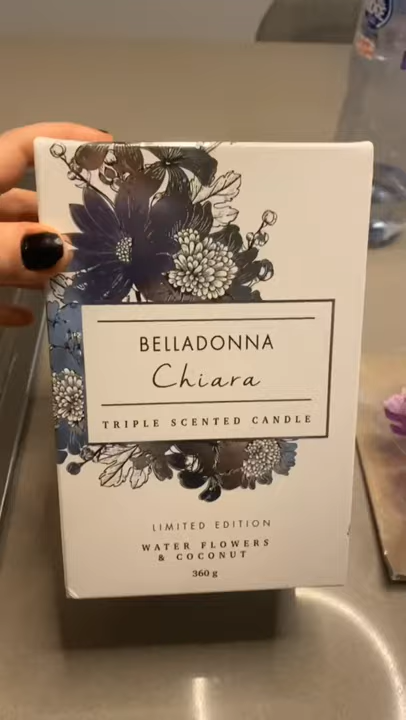 BELLADONNA
Chiara
TRIPLE SCENTED CANDLE
LIMITED EDITION
WATER FLOWERS
& COCONUT
360 g